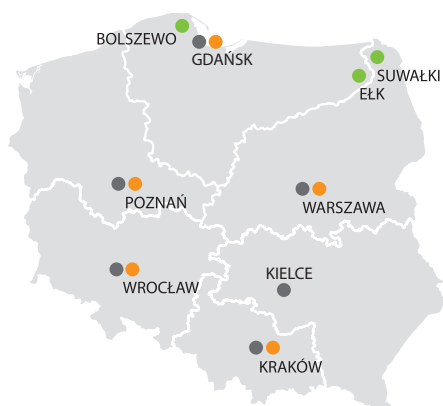 BOLSZEWO
GDAŃSK
SUWAŁKI
EŁK
POZNAŃ
WARSZAWA
WROCŁAW
KIELCE
KRAKÓW